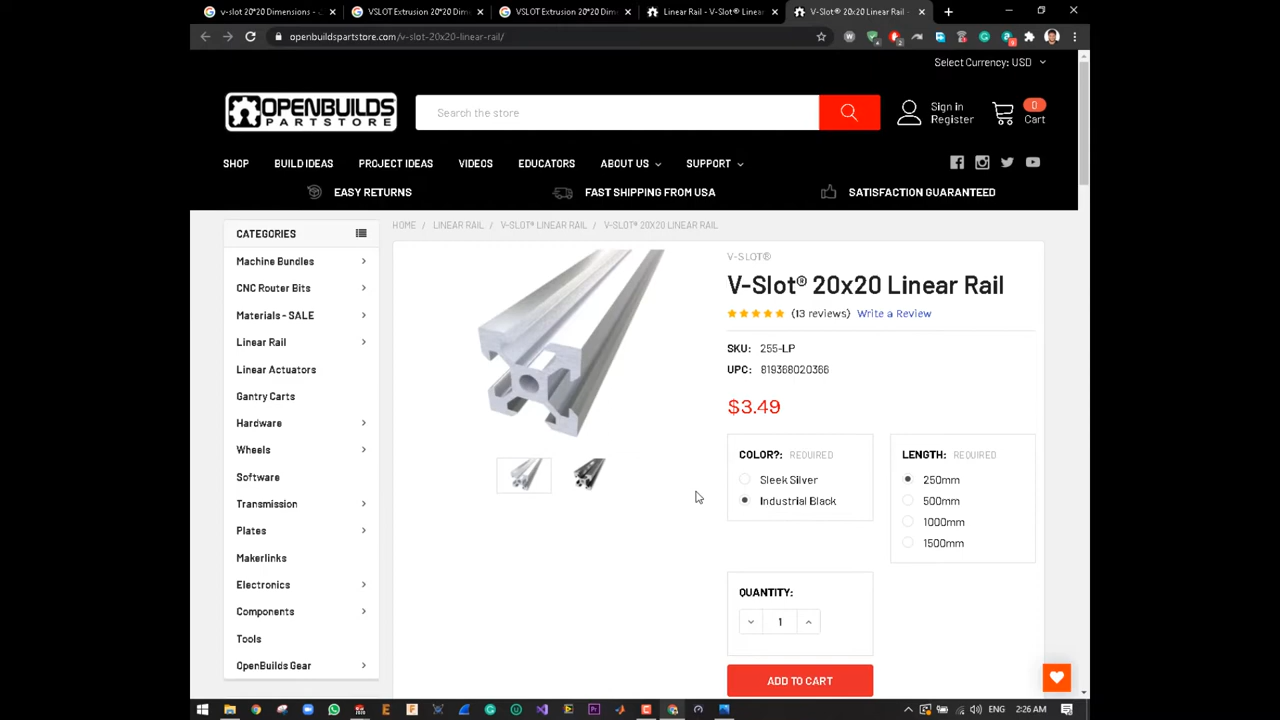 v-slot 20*20 Dimensions -
VSLOT Extrusion 20*20 Dim
VSLOT Extrusion 20*20 Dim
Linear Rail - V-Slot® Linear
V-Slot® 20x20 Linear Rail -
openbuildspartstore.com/v-slot-20x20-linear-rail/
Select Currency: USD
OPENBUILDS
PARTSTORE
Search the store
Sign in
Register
0
Cart
SHOP
BUILD IDEAS
PROJECT IDEAS
VIDEOS
EDUCATORS
ABOUT US
SUPPORT
EASY RETURNS
FAST SHIPPING FROM USA
SATISFACTION GUARANTEED
CATEGORIES
Machine Bundles
CNC Router Bits
Materials - SALE
Linear Rail
Linear Actuators
Gantry Carts
Hardware
Wheels
Software
Transmission
Plates
Makerlinks
Electronics
Components
Tools
OpenBuilds Gear
HOME / LINEAR RAIL / V-SLOT® LINEAR RAIL / V-SLOT® 20X20 LINEAR RAIL
V-SLOT®
V-Slot® 20x20 Linear Rail
(13 reviews) Write a Review
SKU: 255-LP
UPC: 819368020366
$3.49
COLOR?: REQUIRED
Sleek Silver
Industrial Black
LENGTH: REQUIRED
250mm
500mm
1000mm
1500mm
QUANTITY:
1
ADD TO CART
ENG
2:26 AM